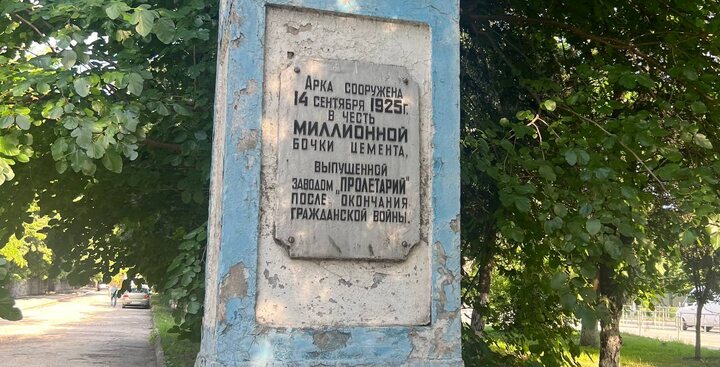 Арка сооружена
14 сентября 1925г.
в честь
миллионной
бочки цемента,
выпущенной
заводом „Пролетарий"
после окончания
гражданской войны.